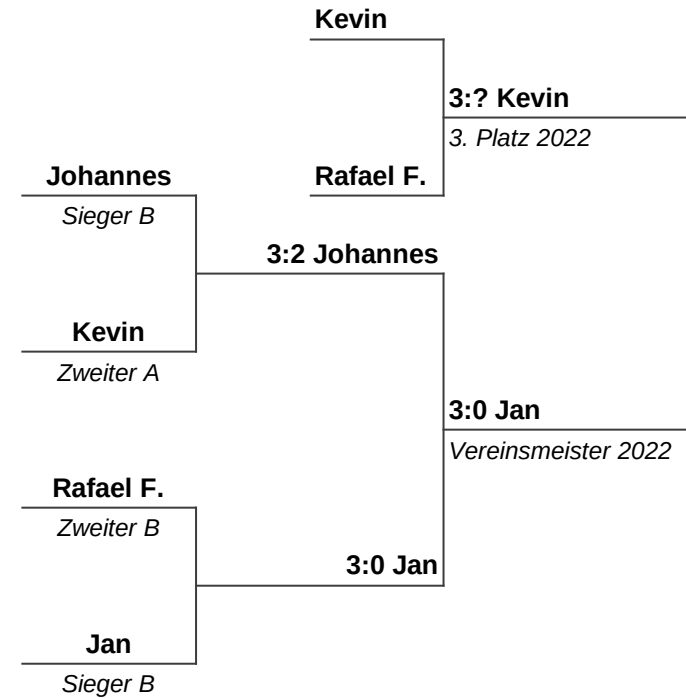 Kevin
3:? Kevin
3. Platz 2022
Johannes
Rafael F.
Sieger B
3:2 Johannes
Kevin
Zweiter A
3:0 Jan
Vereinsmeister 2022
Rafael F.
Zweiter B
3:0 Jan
Jan
Sieger B